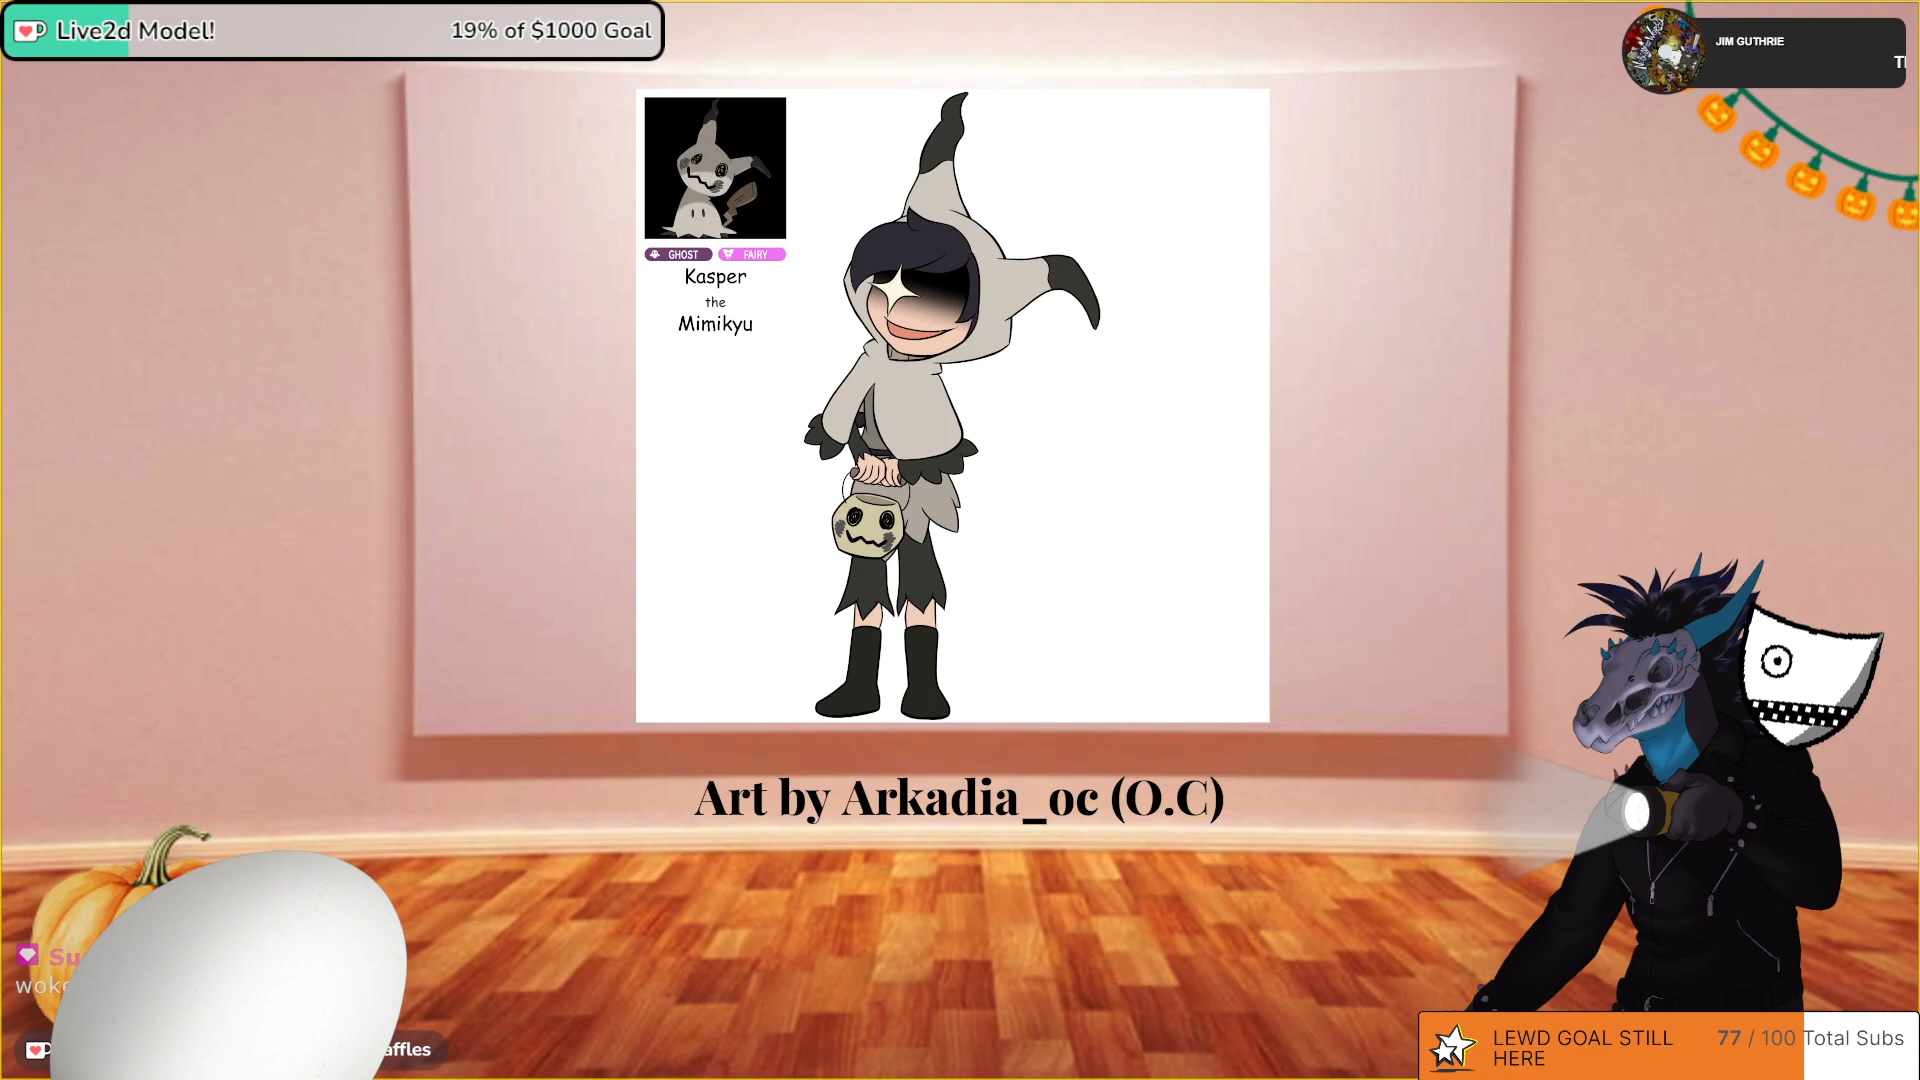 Live2d Model!
19% of $1000 Goal
JIM GUTHRIE
GHOST
FAIRY
Kasper
the
Mimikyu
Art by Arkadia_oc (O.C)
LEWD GOAL STILL
HERE
77 / 100 Total Subs